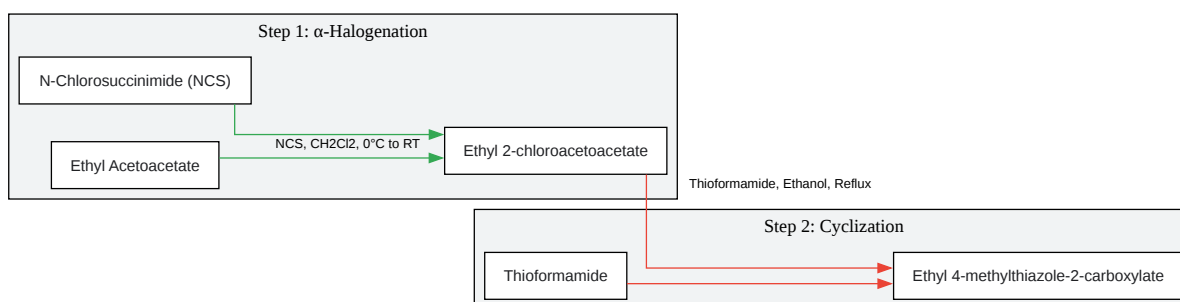 Step 1: α-Halogenation
N-Chlorosuccinimide (NCS)
NCS, CH2Cl2, 0°C to RT
Ethyl Acetoacetate
Ethyl 2-chloroacetoacetate
Thioformamide, Ethanol, Reflux
Step 2: Cyclization
Thioformamide
Ethyl 4-methylthiazole-2-carboxylate